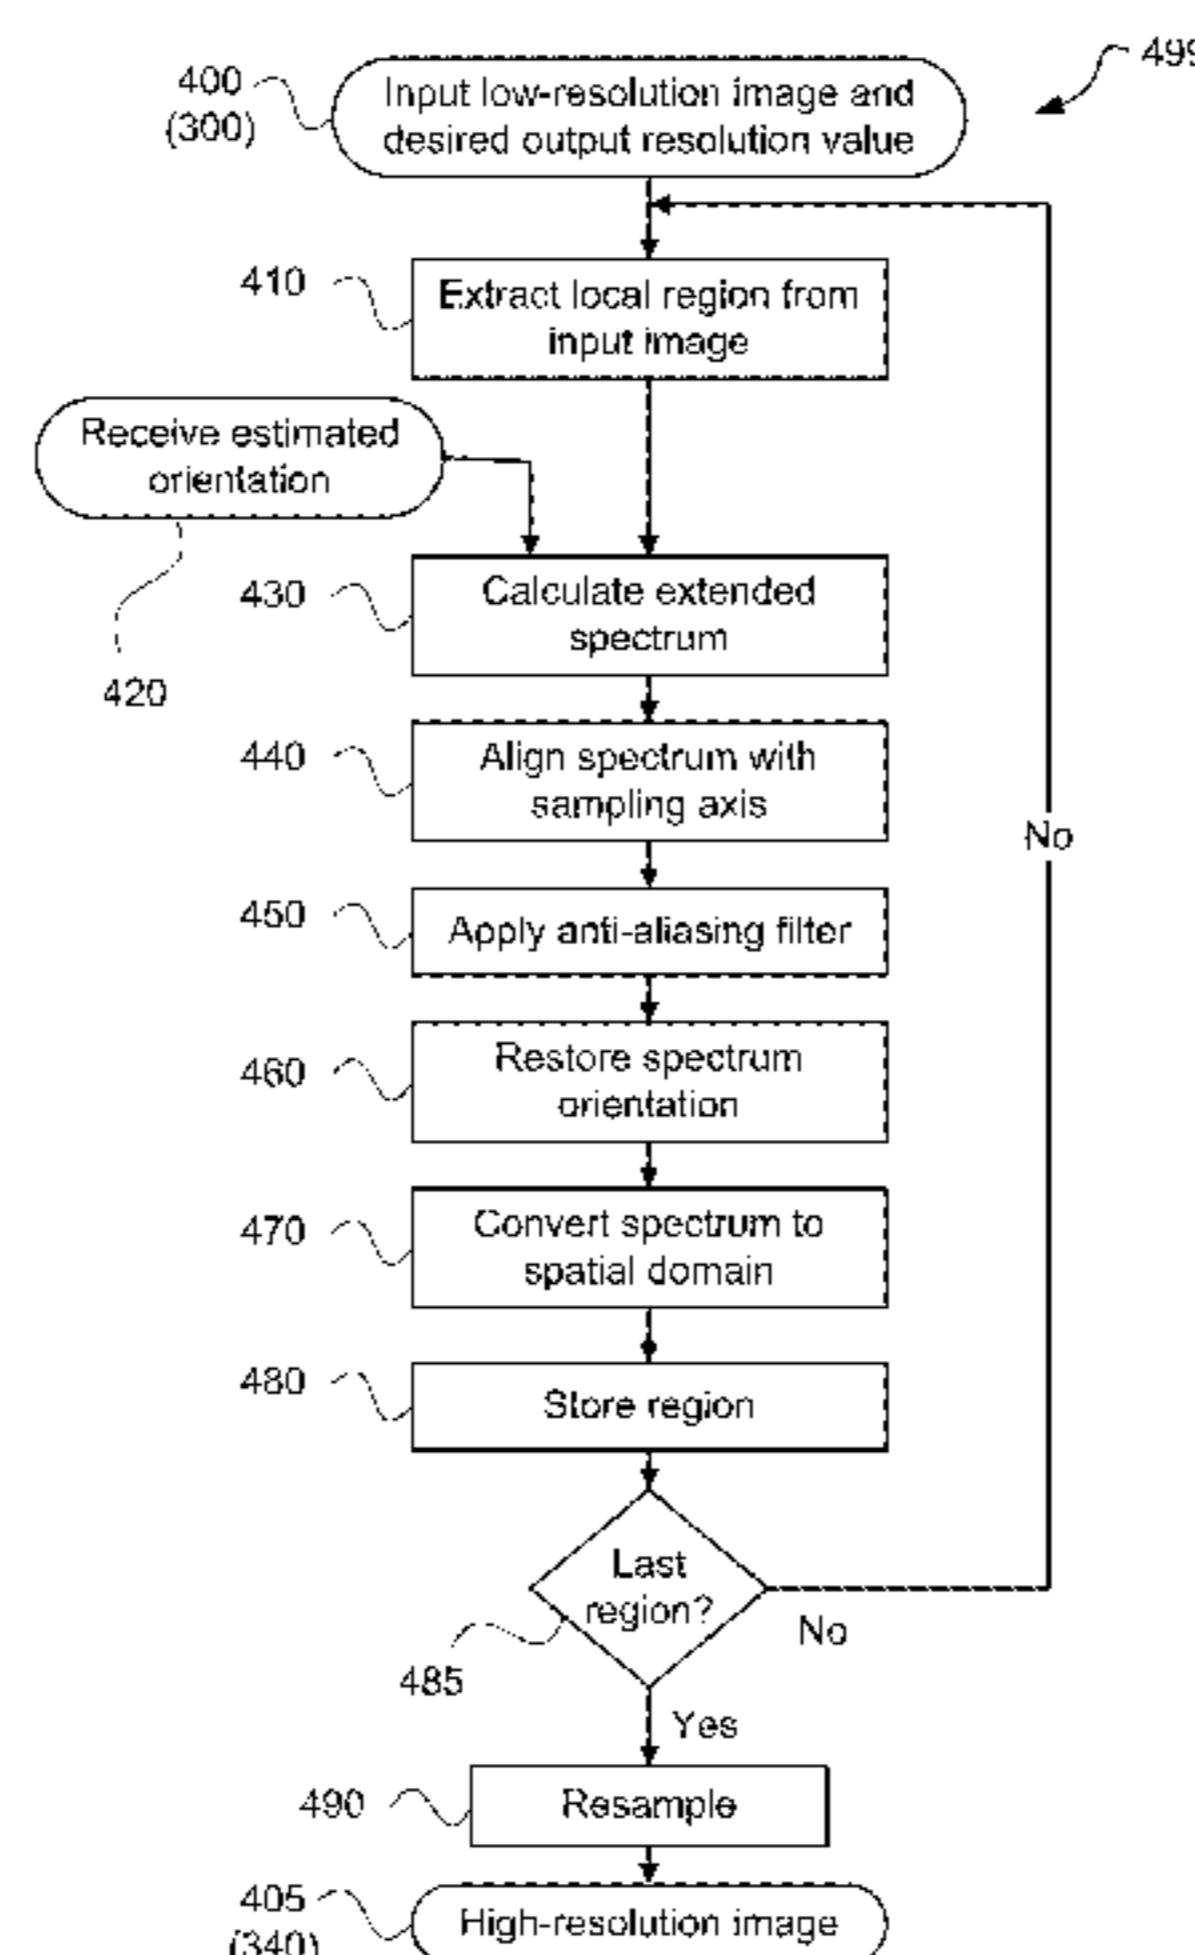 499
400
(300)
Input low-resolution image and
desired output resolution value
410
Extract local region from
input image
Receive estimated
orientation
420
430
Calculate extended
spectrum
440
Align spectrum with
sampling axis
No
450
Apply anti-aliasing filter
460
Restore spectrum
orientation
470
Convert spectrum to
spatial domain
480
Store region
Last
region?
No
485
Yes
490
Resample
405
(340)
High-resolution image